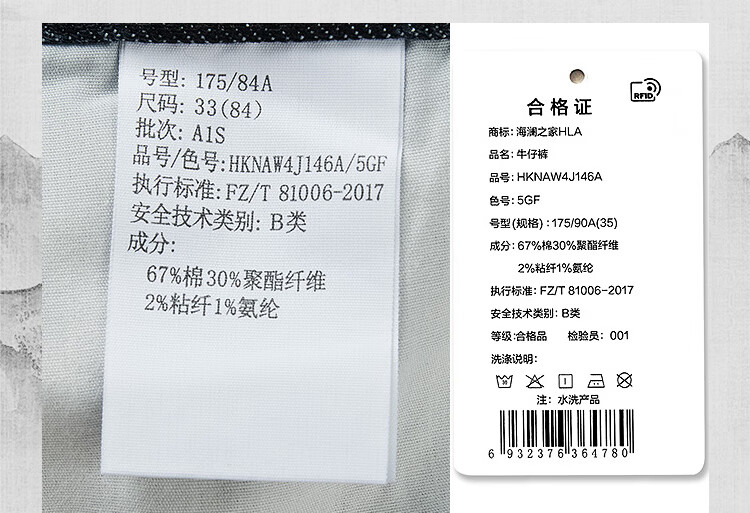 号型: 175/84A
尺码: 33(84)
批次: A1S
品号/色号:HKNAW4J146A/5GF
执行标准: FZ/T 81006-2017
安全技术类别: B类
成分:
67%棉30%聚酯纤维
2%粘纤1%氨纶
RFID
合格证
商标: 海澜之家HLA
品名: 牛仔裤
品号: HKNAW4J146A
色号: 5GF
号型(规格) : 175/90A(35)
成分: 67%棉30%聚酯纤维
2%粘纤1%氨纶
执行标准: FZ/T 81006-2017
安全技术类别: B类
等级:合格品 检验员: 001
洗涤说明:
注: 水洗产品
6 932376 364780